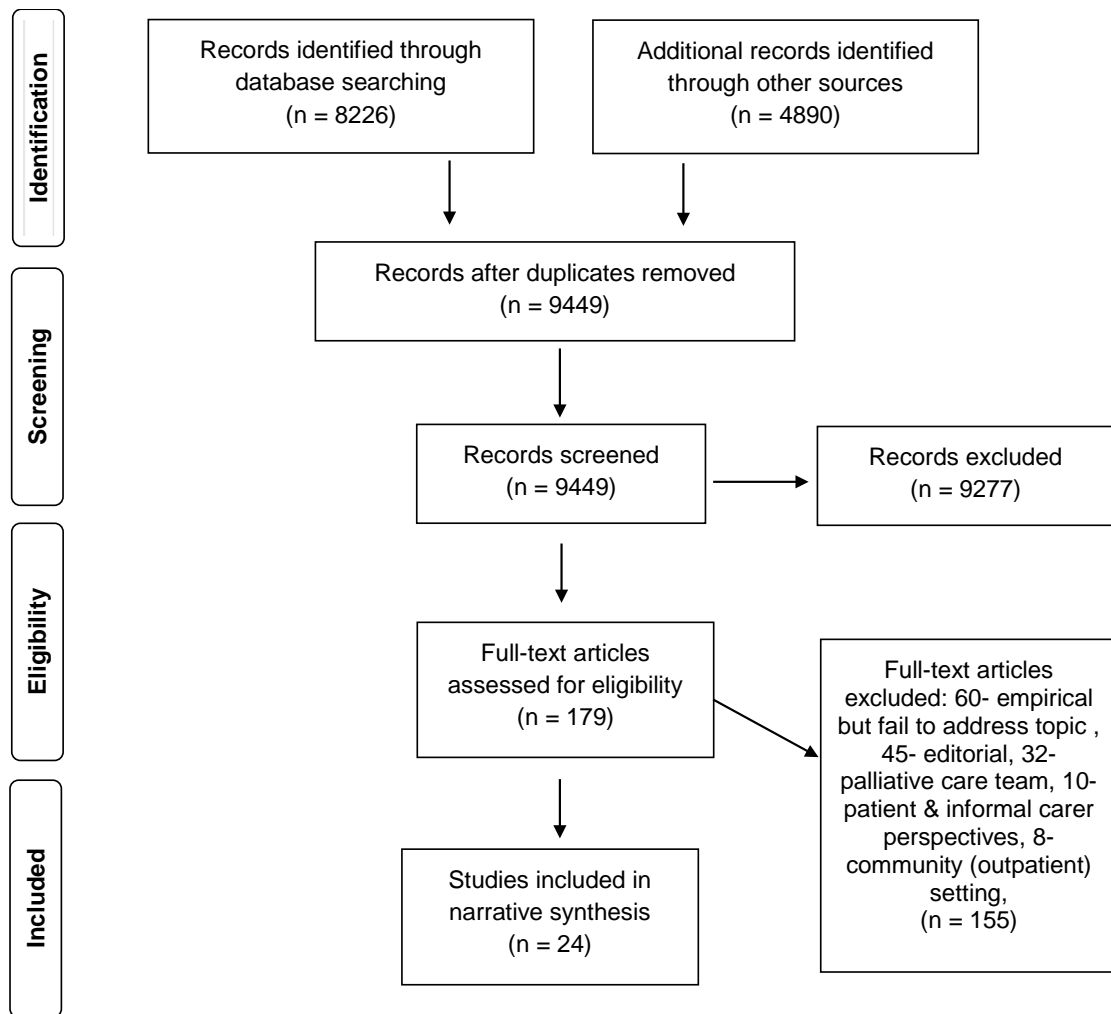 Identification
Records identified through
database searching
(n = 8226)
Additional records identified
through other sources
(n = 4890)
Records after duplicates removed
(n = 9449)
Screening
Records screened
(n = 9449)
Records excluded
(n = 9277)
Eligibility
Full-text articles
assessed for eligibility
(n = 179)
Full-text articles
excluded: 60- empirical
but fail to address topic ,
45- editorial, 32-
palliative care team, 10-
patient & informal carer
perspectives, 8-
community (outpatient)
setting,
(n = 155)
Included
Studies included in
narrative synthesis
(n = 24)